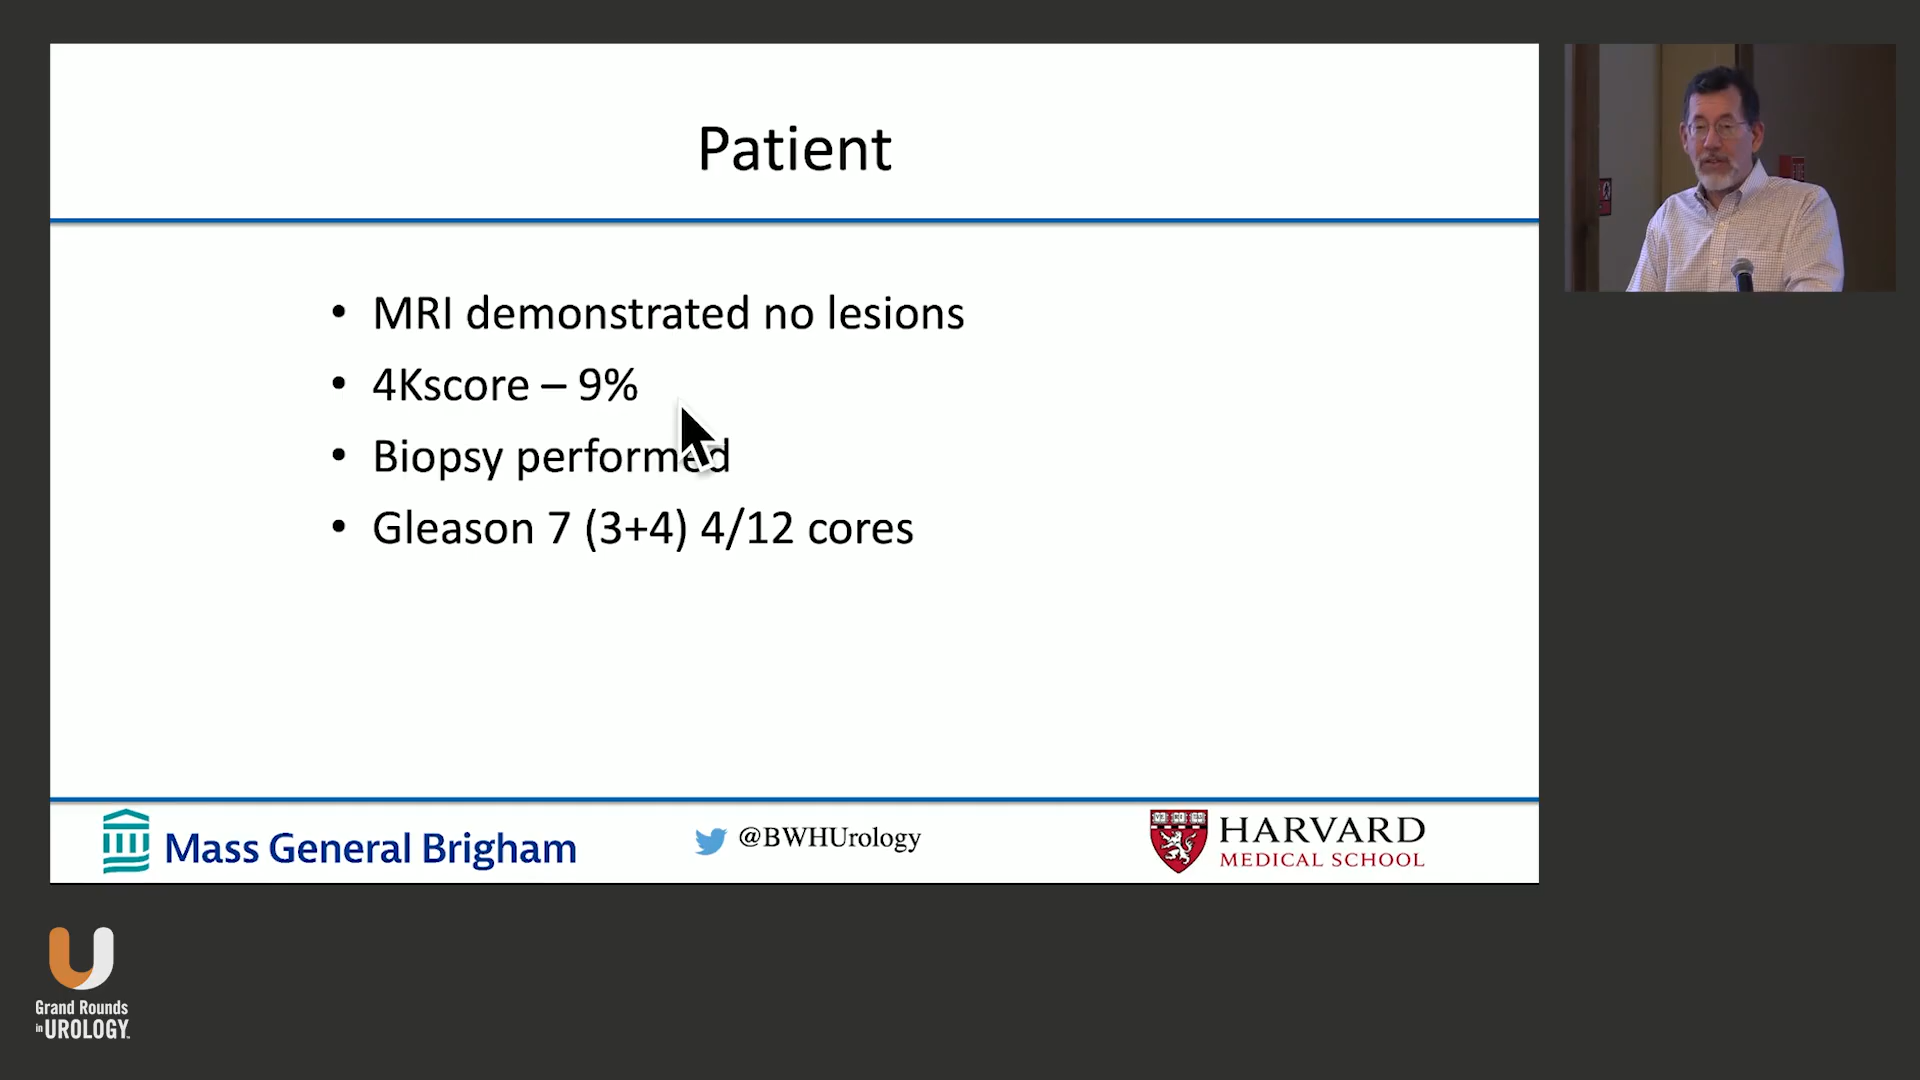 Patient
• MRI demonstrated no lesions
• 4Kscore – 9%
• Biopsy performed
• Gleason 7 (3+4) 4/12 cores
Mass General Brigham
@BWHUrology
HARVARD
MEDICAL SCHOOL
Grand Rounds
in UROLOGY